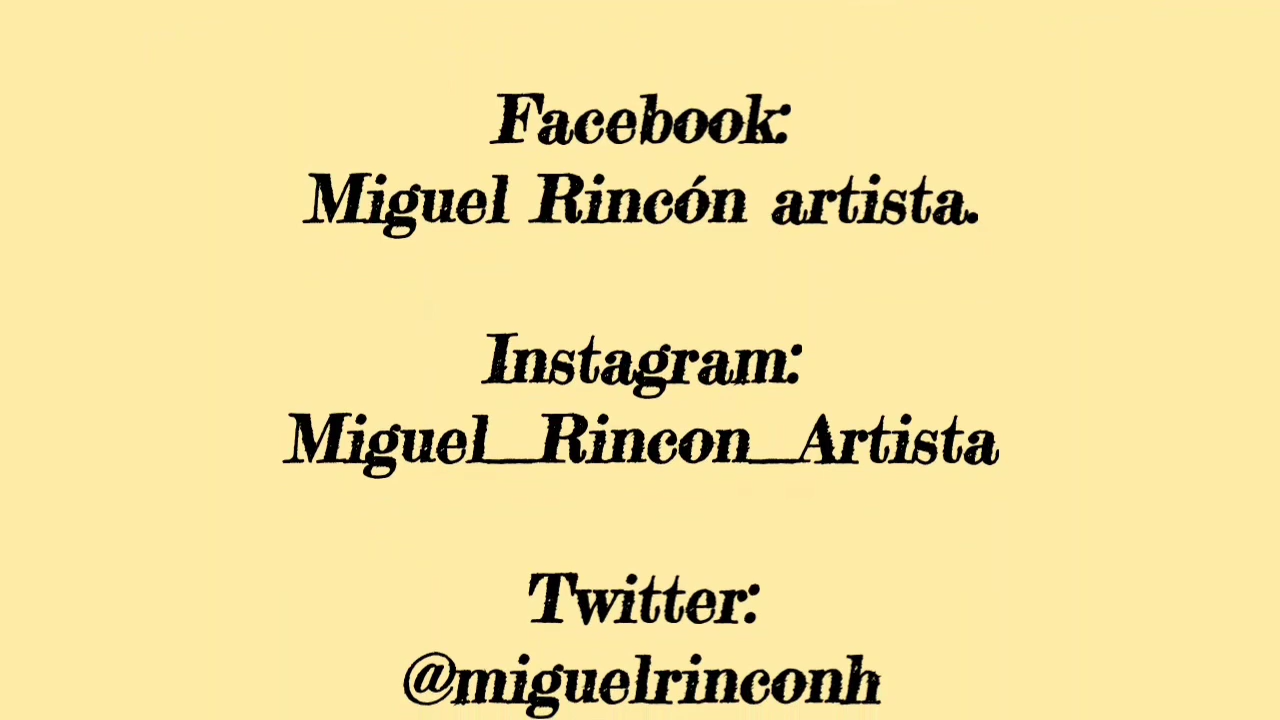 Facebook:
Miguel Rincón artista.
Instagram:
Miguel_Rincon_Artista
Twitter:
@miguelrinconh